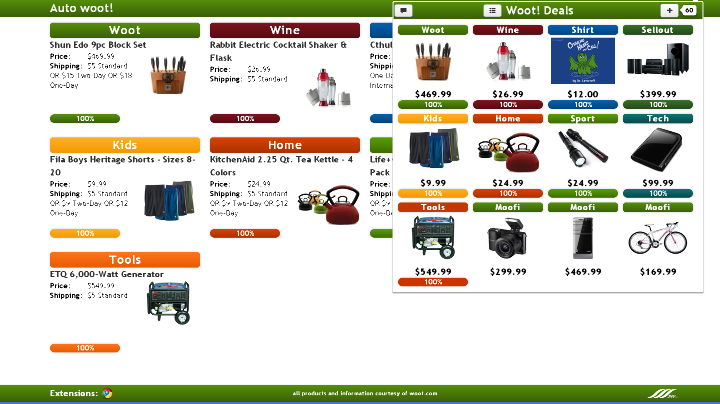 Auto woot!
Woot! Deals
60
Woot
Shun Edo 9pc Block Set
Price: $469.99
Shipping: $5 Standard
OR $15 Two-Day OR $18
One-Day
100%
Wine
Rabbit Electric Cocktail Shaker &
Flask
Price: $26.99
Shipping: $5 Standard
100%
Cthul
Price:
One-Da
Interna
Kids
Fila Boys Heritage Shorts - Sizes 8-
20
Price: $9.99
Shipping: $5 Standard
OR $9 Two-Day OR $12
One-Day
100%
Home
KitchenAid 2.25 Qt. Tea Kettle - 4
Colors
Price: $24.99
Shipping: $5 Standard
OR $9 Two-Day OR $12
One-Day
100%
Life+
Pack
Price:
OR $9
One-Da
Tools
ETQ 6,000-Watt Generator
Price: $549.99
Shipping: $5 Standard
100%
Woot Wine Shirt Sellout
$469.99 $26.99 $12.00 $399.99
100% 100% 100% 100%
Kids Home Sport Tech
$9.99 $24.99 $24.99 $99.99
100% 100% 100% 100%
Tools Moofi Moofi Moofi
$549.99 $299.99 $469.99 $169.99
100%
Extensions:
all products and information courtesy of woot.com